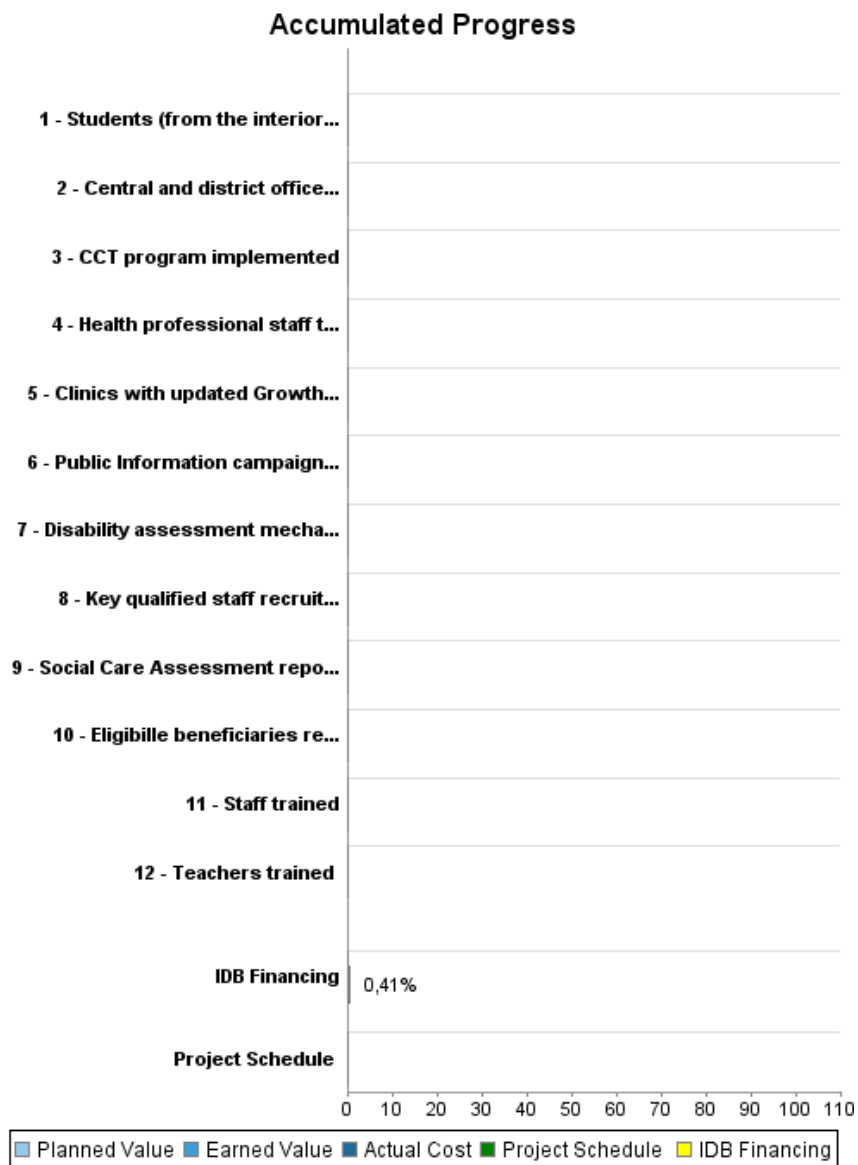 Accumulated Progress
1 - Students (from the interior...
2 - Central and district office...
3 - CCT program implemented
4 - Health professional staff t...
5 - Clinics with updated Growth...
6 - Public Information campaign...
7 - Disability assessment mecha...
8 - Key qualified staff recruit...
9 - Social Care Assessment repo...
10 - Eligibille beneficiaries re...
11 - Staff trained
12 - Teachers trained
IDB Financing 0,41%
Project Schedule
0 10 20 30 40 50 60 70 80 90 100 110
Planned Value Earned Value Actual Cost Project Schedule IDB Financing